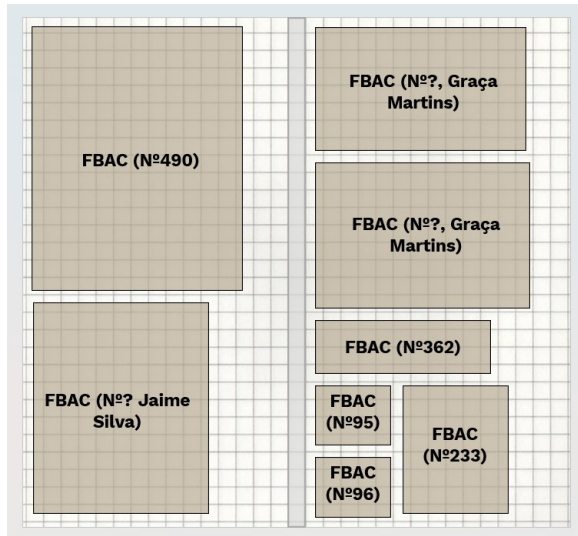 FBAC (Nº490)
FBAC (Nº? Jaime
Silva)
FBAC (Nº?, Graça
Martins)
FBAC (Nº?, Graça
Martins)
FBAC (Nº362)
FBAC
(Nº95)
FBAC
(Nº96)
FBAC
(Nº233)